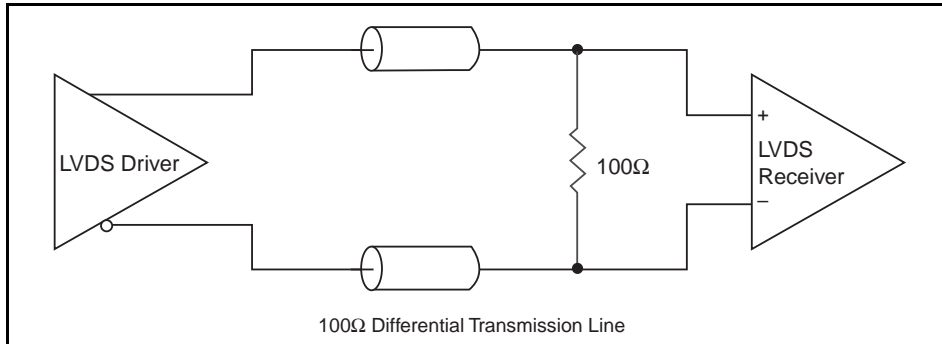 LVDS Driver
100Ω
+
LVDS
Receiver
–
100Ω Differential Transmission Line